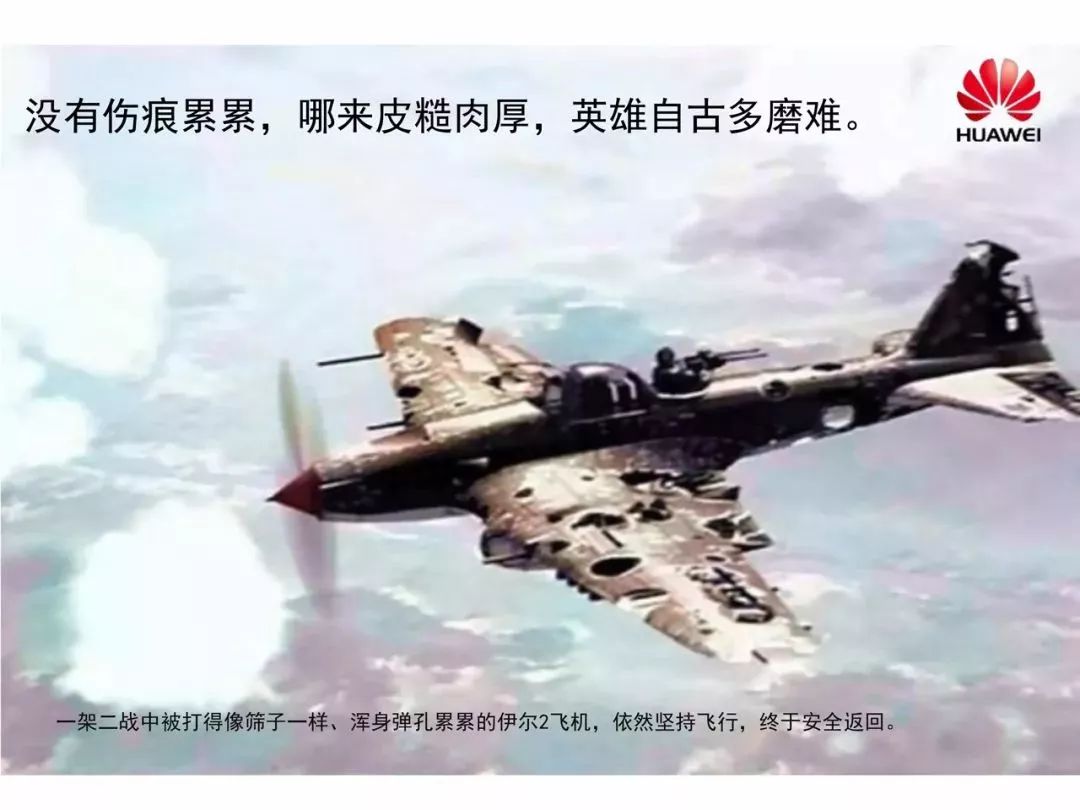 没有伤痕累累，哪来皮糙肉厚，英雄自古多磨难。
HUAWEI
一架二战中被打得像筛子一样、浑身弹孔累累的伊尔2飞机，依然坚持飞行，终于安全返回。